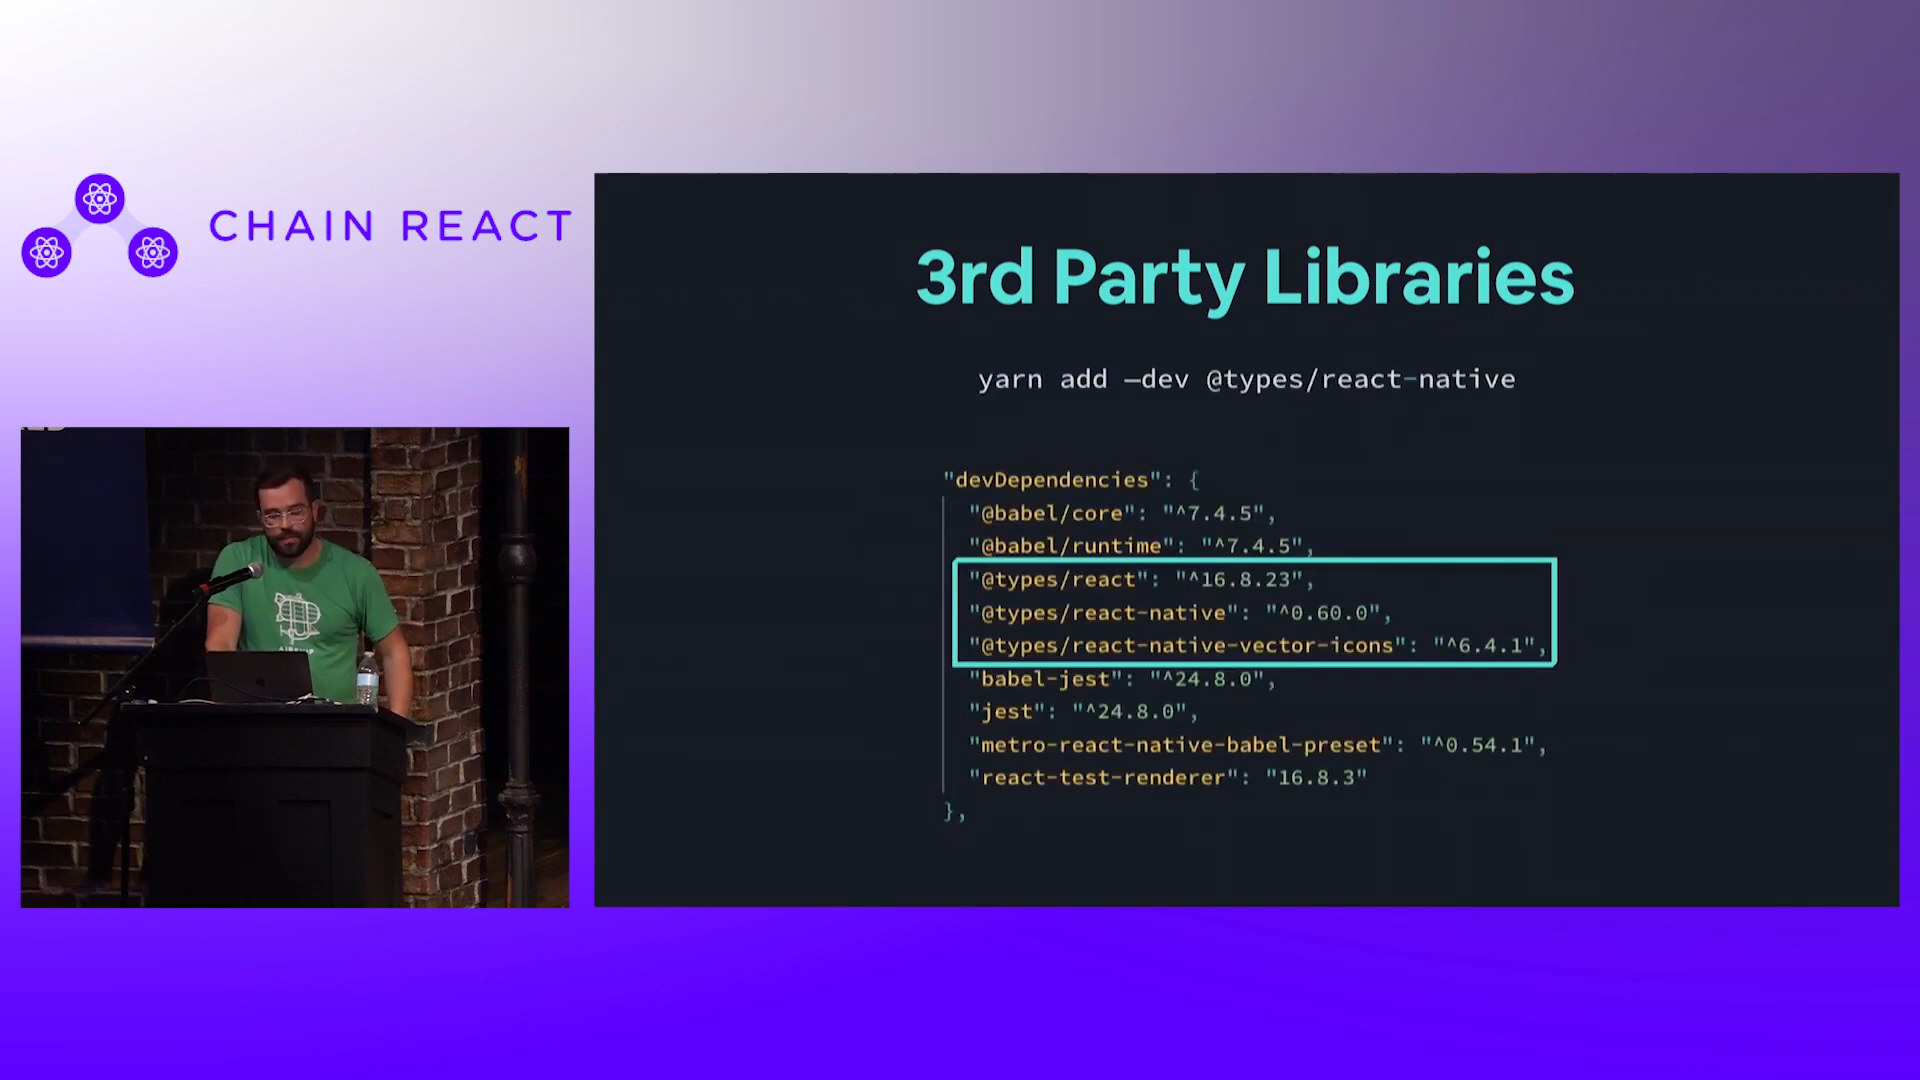 CHAIN REACT
3rd Party Libraries
yarn add —dev @types/react-native
"devDependencies": {
"@babel/core": "^7.4.5",
"@babel/runtime": "^7.4.5",
"@types/react": "^16.8.23",
"@types/react-native": "^0.60.0",
"@types/react-native-vector-icons": "^6.4.1",
"babel-jest": "^24.8.0",
"jest": "^24.8.0",
"metro-react-native-babel-preset": "^0.54.1",
"react-test-renderer": "16.8.3"
},